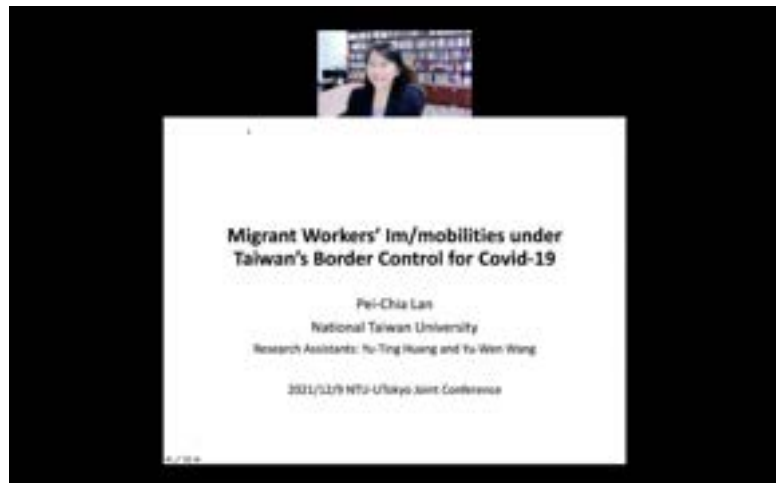 Migrant Workers' Im/mobilities under
Taiwan's Border Control for Covid-19
Pei-Chia Lan
National Taiwan University
Research Assistants: Yu-Ting Huang and Yu-Wen Wang
2021/12/9 NTU-UTokyo Joint Conference